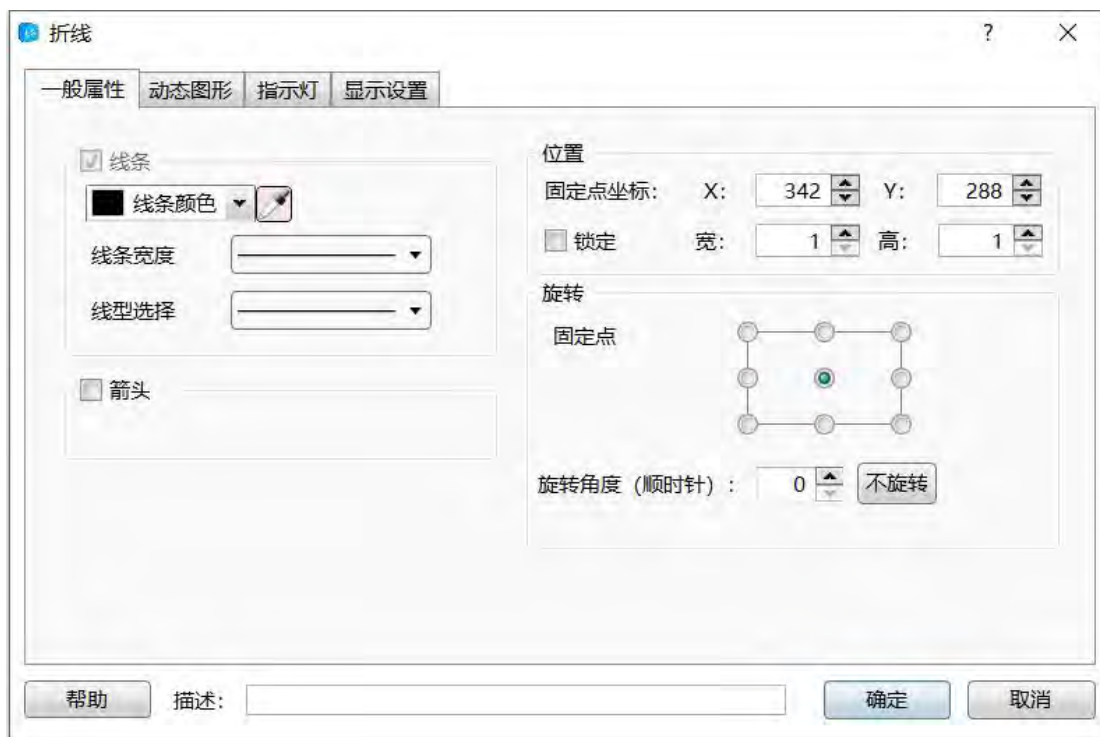 折线
一般属性 动态图形 指示灯 显示设置
线条
线条颜色
线条宽度
线型选择
箭头
位置
固定点坐标: X: 342 Y: 288
锁定 宽: 1 高: 1
旋转
固定点
旋转角度（顺时针）: 0 不旋转
帮助 描述: 确定 取消